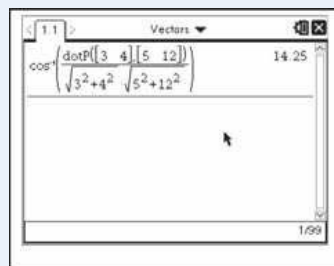 1.1 Vectors
cos⁻¹(dotP([3 4],[5 12])/(√3²+4² √5²+12²)) 14.25
1/99